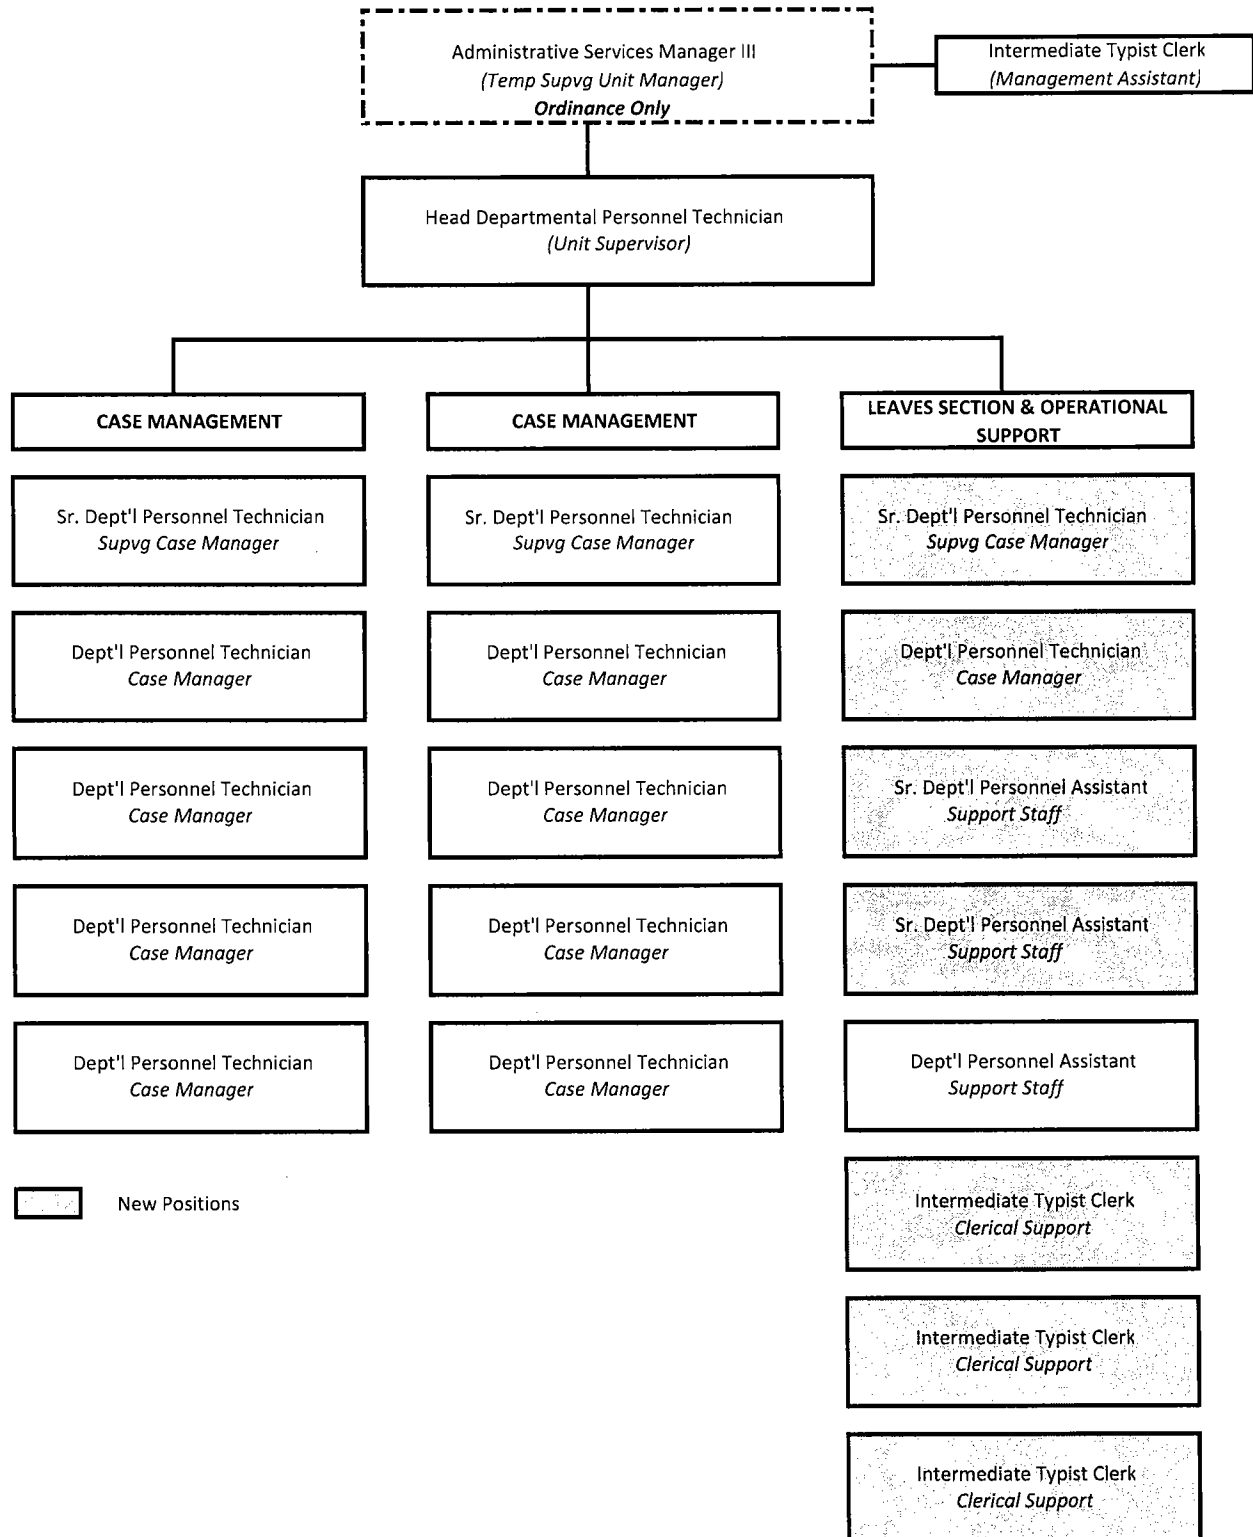 Administrative Services Manager III
(Temp Supvg Unit Manager)
Ordinance Only
Intermediate Typist Clerk
(Management Assistant)
Head Departmental Personnel Technician
(Unit Supervisor)
CASE MANAGEMENT
Sr. Dept'l Personnel Technician
Supvg Case Manager
Dept'l Personnel Technician
Case Manager
Dept'l Personnel Technician
Case Manager
Dept'l Personnel Technician
Case Manager
Dept'l Personnel Technician
Case Manager
CASE MANAGEMENT
Sr. Dept'l Personnel Technician
Supvg Case Manager
Dept'l Personnel Technician
Case Manager
Dept'l Personnel Technician
Case Manager
Dept'l Personnel Technician
Case Manager
Dept'l Personnel Technician
Case Manager
LEAVES SECTION & OPERATIONAL
SUPPORT
Sr. Dept'l Personnel Technician
Supvg Case Manager
Dept'l Personnel Technician
Case Manager
Sr. Dept'l Personnel Assistant
Support Staff
Sr. Dept'l Personnel Assistant
Support Staff
Dept'l Personnel Assistant
Support Staff
Intermediate Typist Clerk
Clerical Support
Intermediate Typist Clerk
Clerical Support
Intermediate Typist Clerk
Clerical Support
New Positions